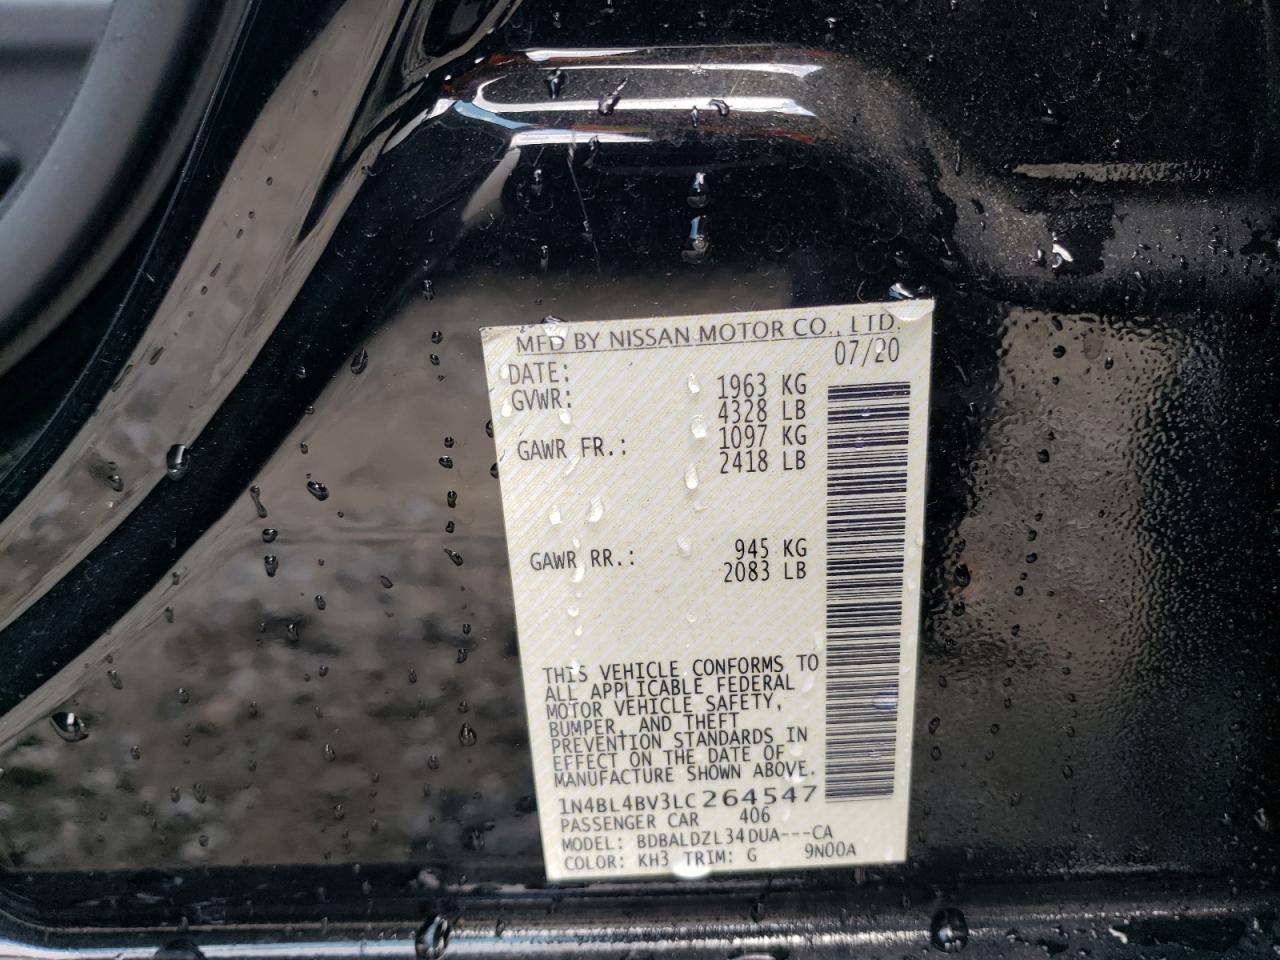 MFD BY NISSAN MOTOR CO., LTD.
DATE: 07/20
GVWR: 1963 KG
4328 LB
GAWR FR.: 1097 KG
2418 LB
GAWR RR.: 945 KG
2083 LB
THIS VEHICLE CONFORMS TO
ALL APPLICABLE FEDERAL
MOTOR VEHICLE SAFETY,
BUMPER, AND THEFT
PREVENTION STANDARDS IN
EFFECT ON THE DATE OF
MANUFACTURE SHOWN ABOVE.
1N4BL4BV3LC264547
PASSENGER CAR 406
MODEL: BDBALDZL34DUA---CA
COLOR: KH3 TRIM: G 9N00A